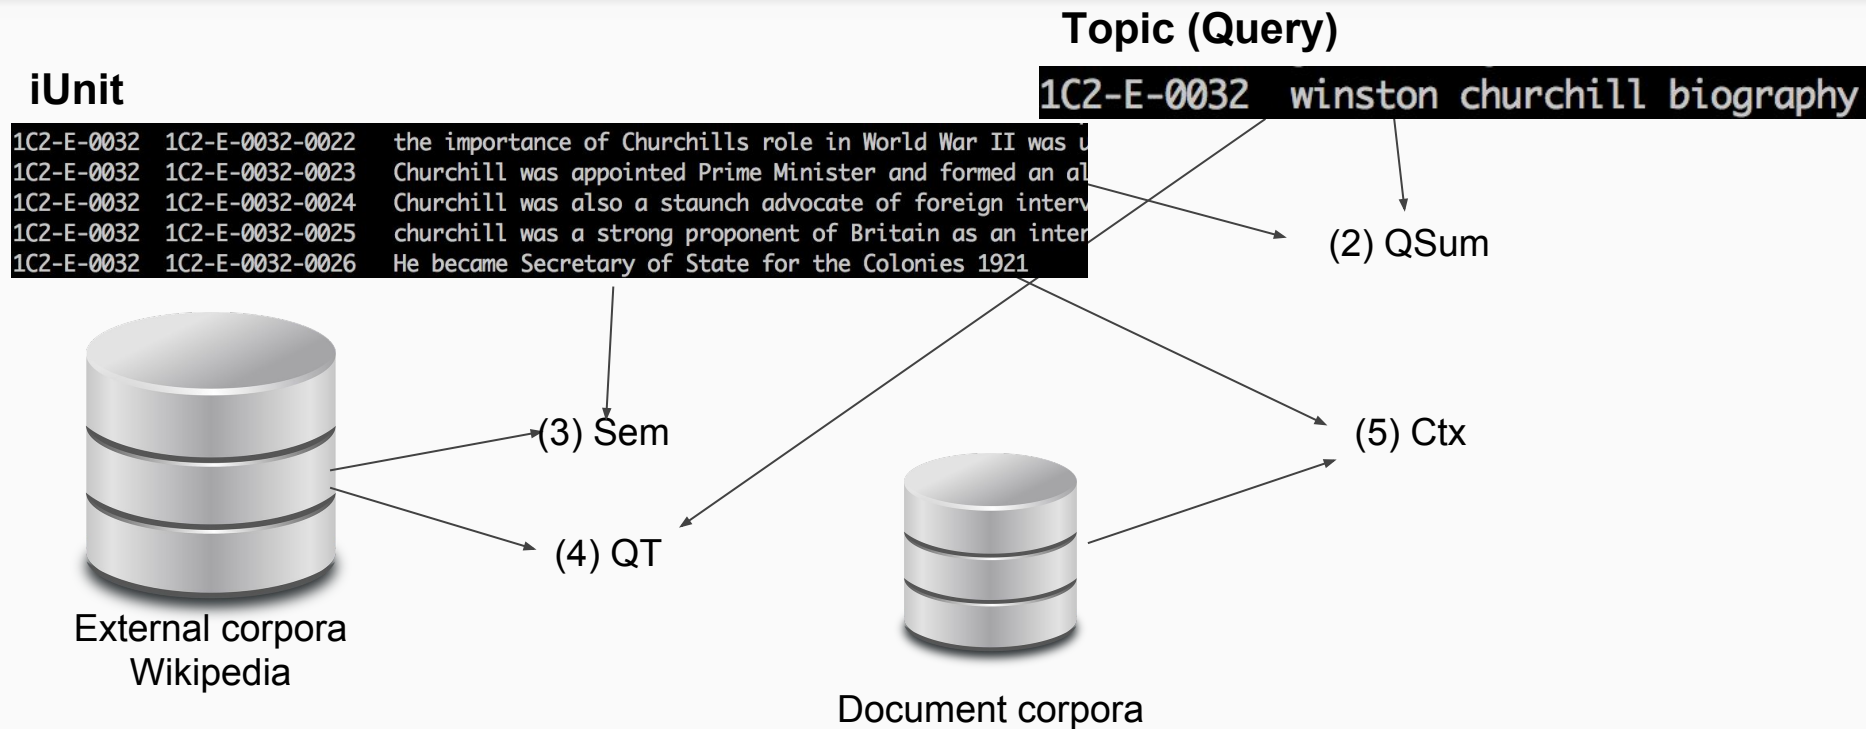 Topic (Query)
1C2-E-0032 winston churchill biography
iUnit
1C2-E-0032 1C2-E-0032-0022 the importance of Churchills role in World War II was
1C2-E-0032 1C2-E-0032-0023 Churchill was appointed Prime Minister and formed an
1C2-E-0032 1C2-E-0032-0024 Churchill was also a staunch advocate of foreign
1C2-E-0032 1C2-E-0032-0025 churchill was a strong proponent of Britain as an
1C2-E-0032 1C2-E-0032-0026 He became Secretary of State for the Colonies 1921
(2) QSum
(3) Sem
(5) Ctx
(4) QT
External corpora
Wikipedia
Document corpora